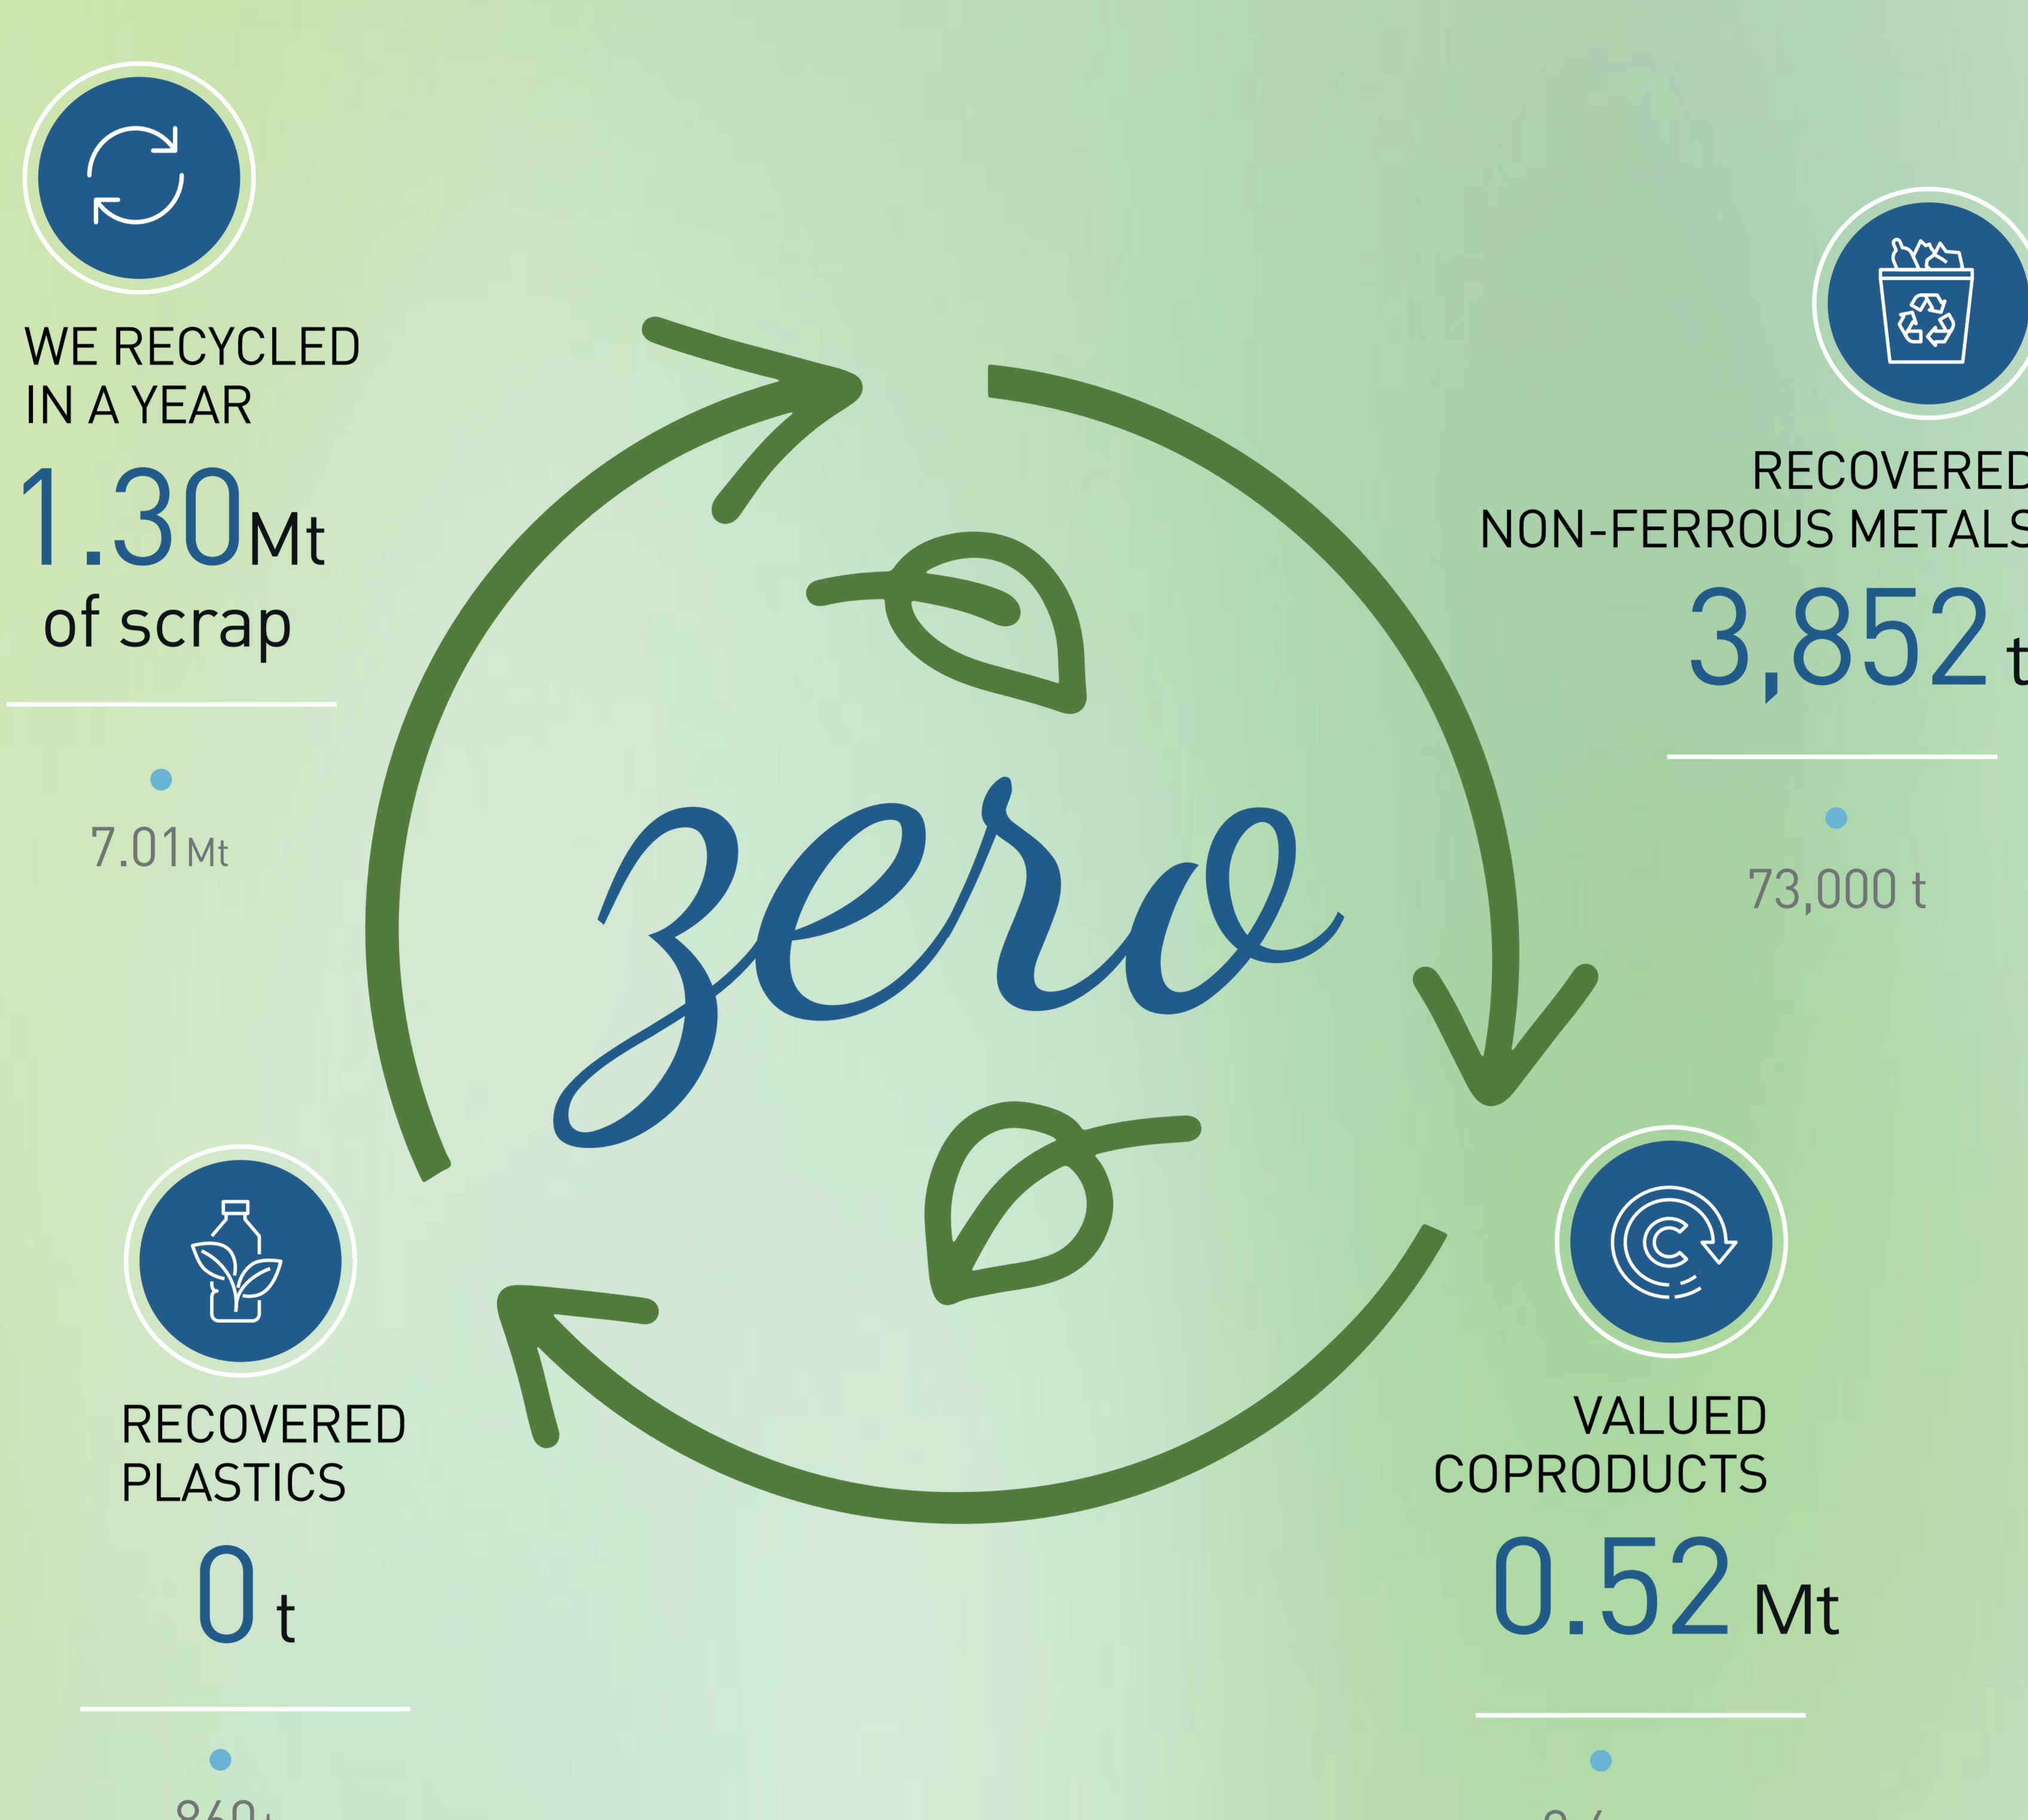 WE RECYCLED
IN A YEAR
1.30Mt
of scrap
7.01Mt
RECOVERED
NON-FERROUS METALS
3,852 t
73,000 t
zero
RECOVERED
PLASTICS
0 t
VALUED
COPRODUCTS
0.52 Mt